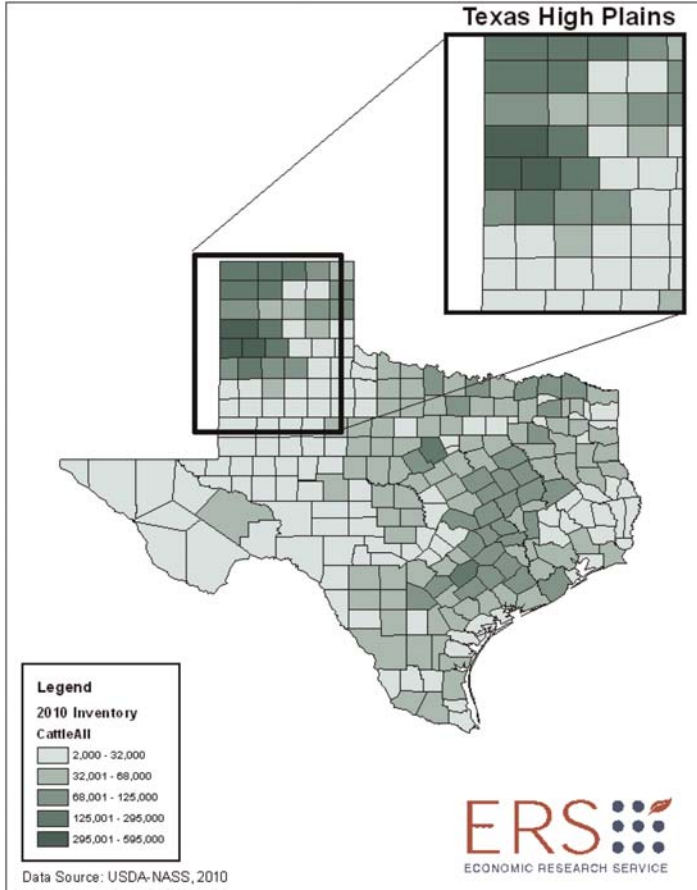 Texas High Plains
Legend
2010 Inventory
CattleAll
2,000 - 32,000
32,001 - 68,000
68,001 - 125,000
125,001 - 295,000
295,001 - 595,000
Data Source: USDA-NASS, 2010
ERS
ECONOMIC RESEARCH SERVICE